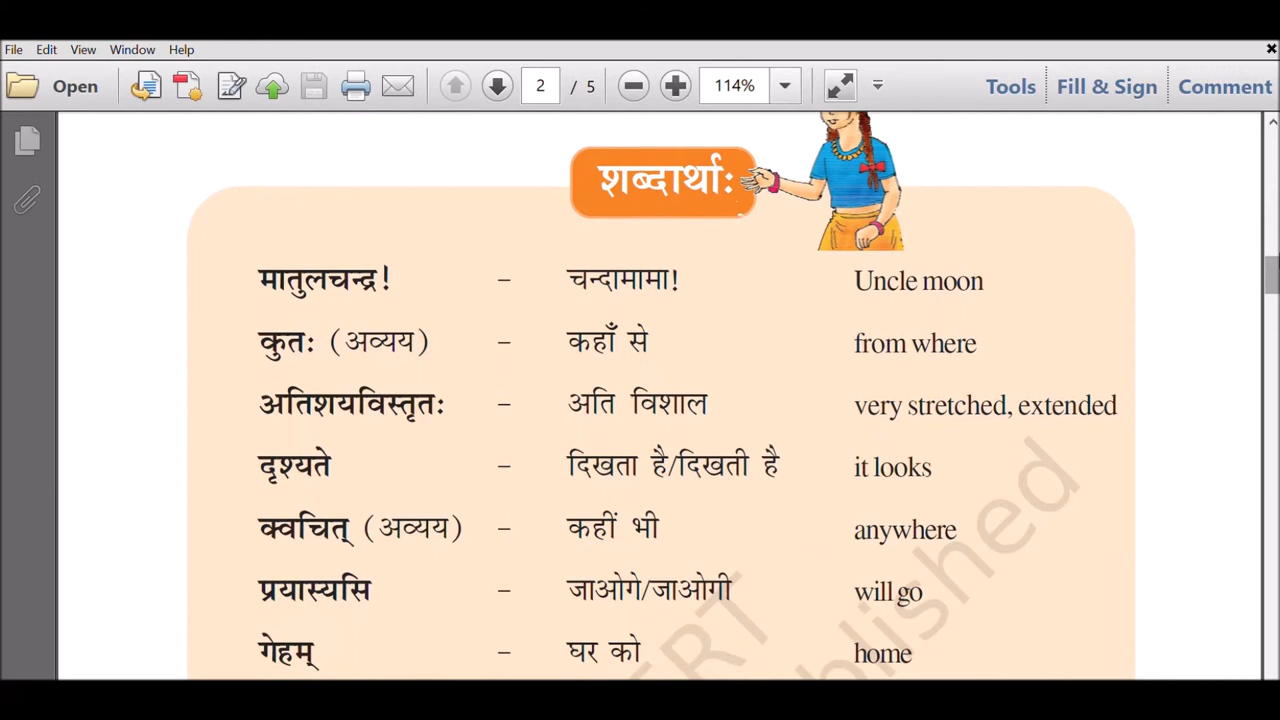 File Edit View Window Help
Open 2 / 5 114% Tools Fill & Sign Comment
शब्दार्थाः
मातुलचन्द्र! – चन्दामामा! Uncle moon
कुतः (अव्यय) – कहाँ से from where
अतिशयविस्तृतः – अति विशाल very stretched, extended
दृश्यते – दिखता है/दिखती है it looks
क्वचित् (अव्यय) – कहीं भी anywhere
प्रयास्यसि – जाओगे/जाओगी will go
गेहम् – घर को home